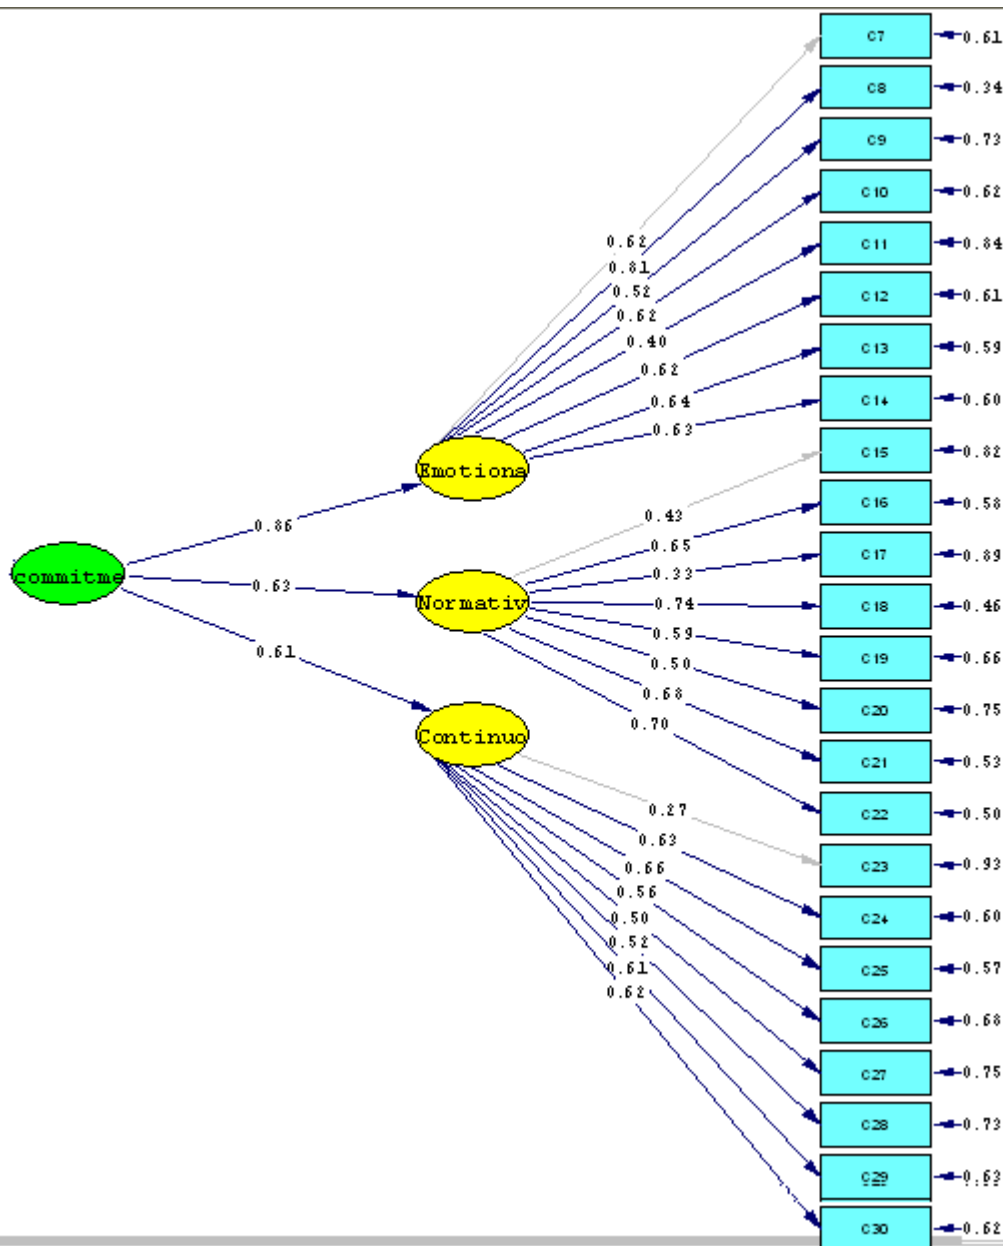 C7 0.61
C8 0.34
C9 0.73
C10 0.62
0.62 C11 0.84
0.81
0.52 C12 0.61
0.62
0.40 C13 0.59
0.62
0.64 C14 0.60
0.63
C15 0.82
Emotiona
C16 0.58
0.43
0.86
0.65 C17 0.89
commitme
0.33
0.63
Normativ 0.74 C18 0.46
0.59
0.61
0.50 C19 0.66
0.68
0.70 C20 0.75
Continuo
C21 0.53
0.27 C22 0.50
0.63
0.66 C23 0.93
0.56
0.50 C24 0.60
0.52
0.61 C25 0.57
0.62
C26 0.68
C27 0.75
C28 0.73
C29 0.63
C30 0.62